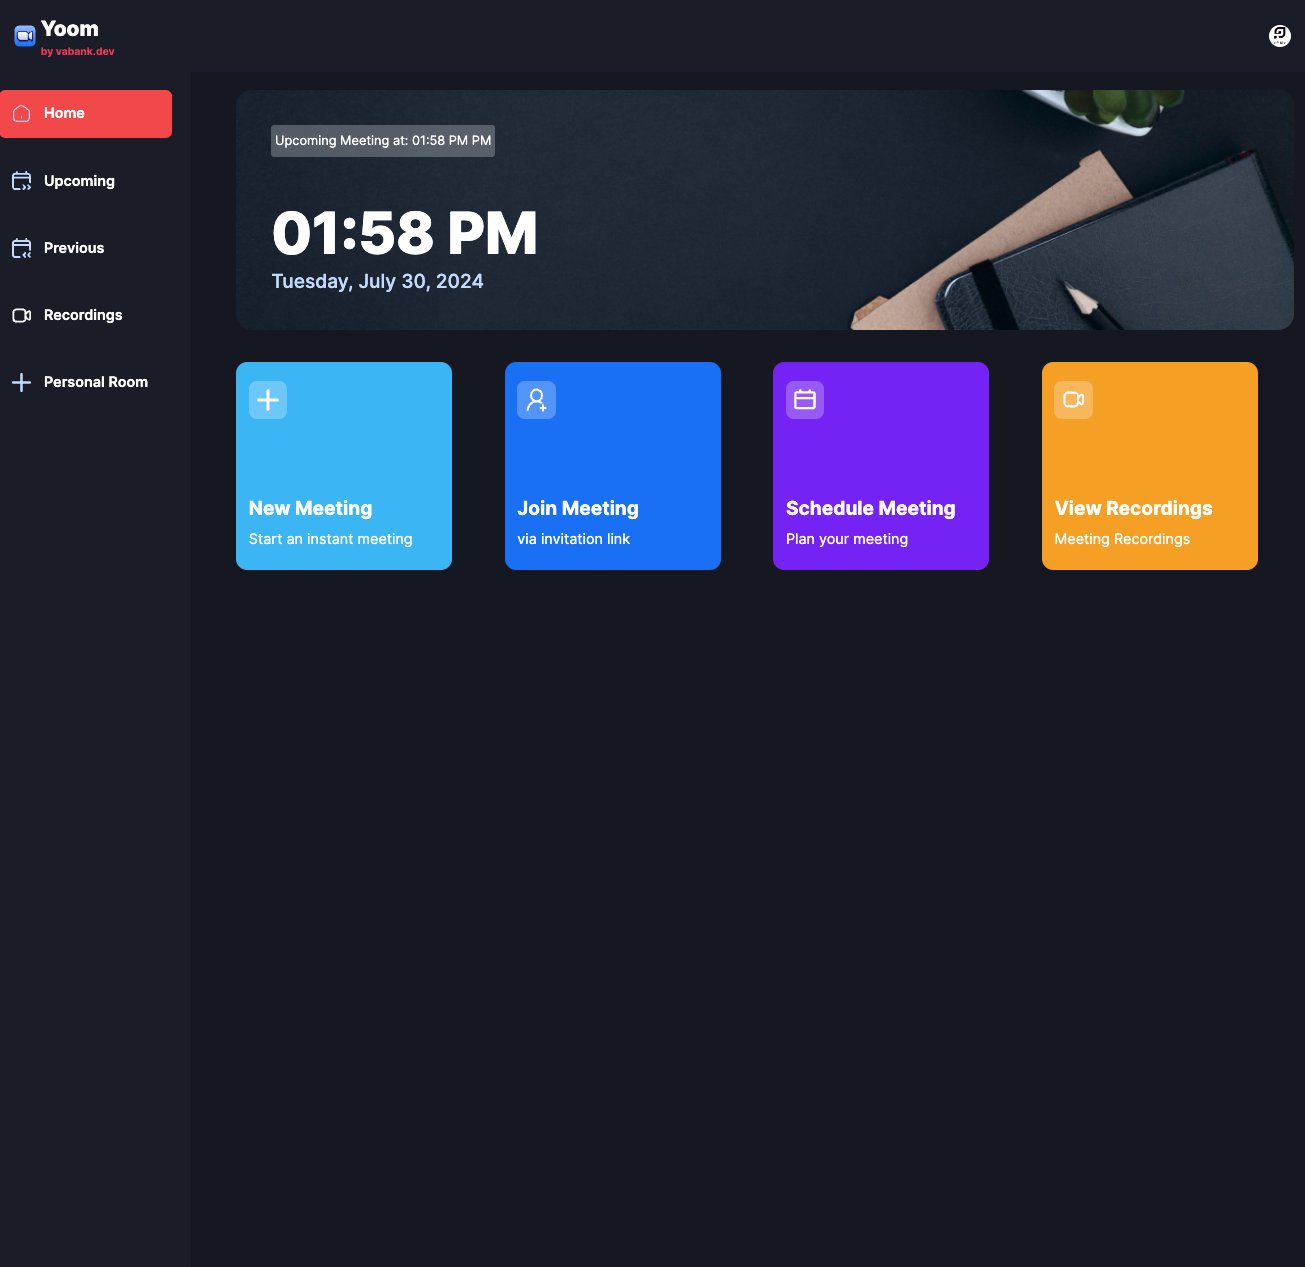 Yoom
by vabank.dev
Home
Upcoming
Previous
Recordings
Personal Room
Upcoming Meeting at: 01:58 PM PM
01:58 PM
Tuesday, July 30, 2024
New Meeting
Start an instant meeting
Join Meeting
via invitation link
Schedule Meeting
Plan your meeting
View Recordings
Meeting Recordings